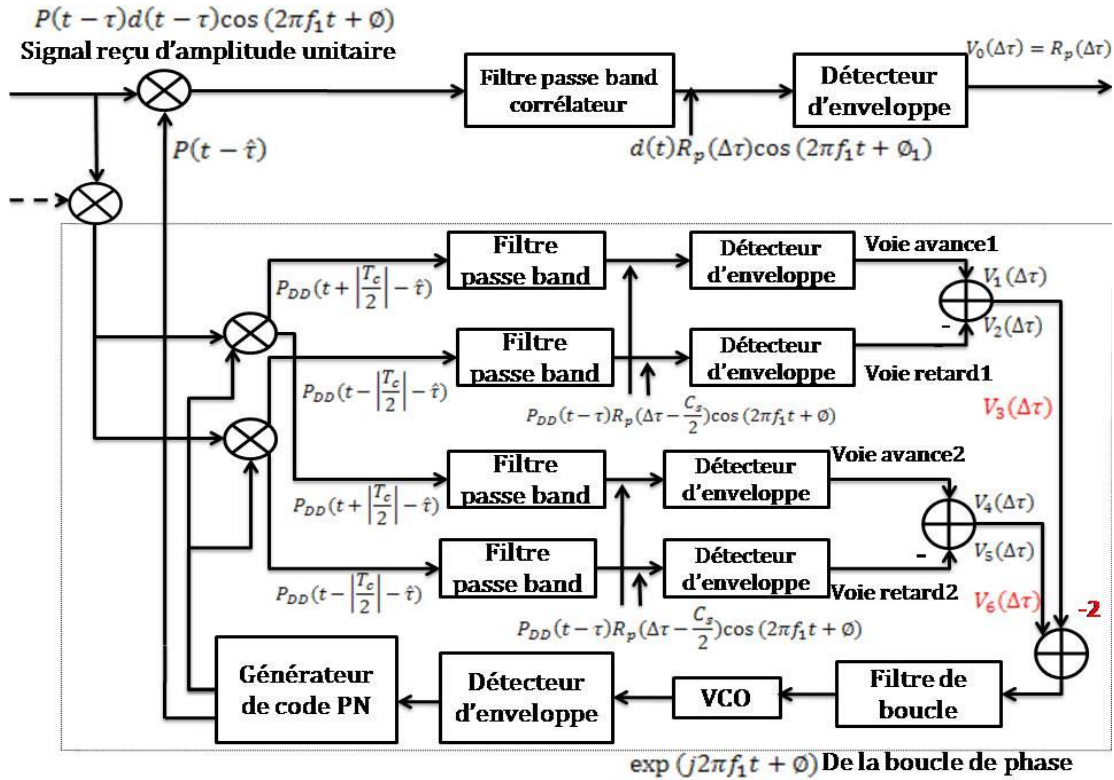 P(t − τ)d(t − τ)cos (2πf₁t + ∅)
Signal reçu d'amplitude unitaire
Filtre passe band
corrélateur
Détecteur
d'enveloppe
V₀(Δτ) = Rₚ(Δτ)
P(t − τ̂)
d(t)Rₚ(Δτ)cos (2πf₁t + ∅₁)
Filtre
passe band
Détecteur
d'enveloppe
Voie avance1
P_DD(t + |T_c/2| − τ̂)
V₁(Δτ)
V₂(Δτ)
-
Filtre
passe band
Détecteur
d'enveloppe
Voie retard1
P_DD(t − |T_c/2| − τ̂)
P_DD(t − τ)Rₚ(Δτ − C_s/2)cos (2πf₁t + ∅)
V₃(Δτ)
Filtre
passe band
Détecteur
d'enveloppe
Voie avance2
P_DD(t + |T_c/2| − τ̂)
V₄(Δτ)
V₅(Δτ)
-
Filtre
passe band
Détecteur
d'enveloppe
Voie retard2
P_DD(t − |T_c/2| − τ̂)
V₆(Δτ)
-2
P_DD(t − τ)Rₚ(Δτ − C_s/2)cos (2πf₁t + ∅)
Générateur
de code PN
Détecteur
d'enveloppe
VCO
Filtre de
boucle
exp (j2πf₁t + ∅) De la boucle de phase